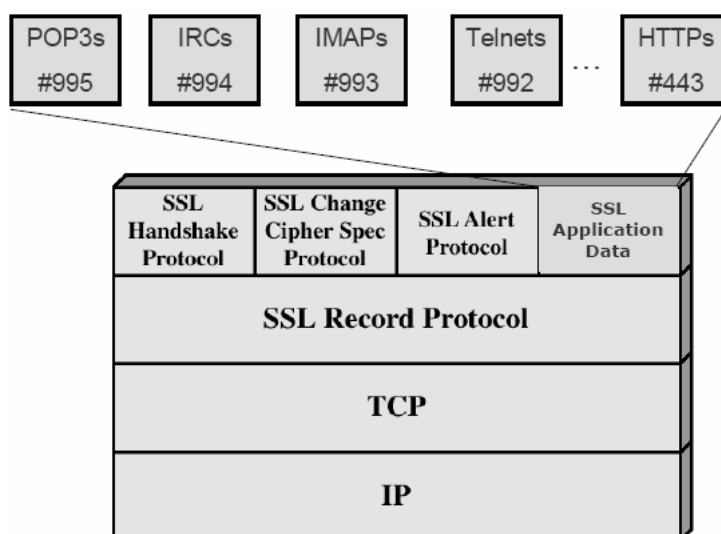 POP3s
#995
IRCs
#994
IMAPs
#993
Telnets
#992
...
HTTPs
#443
SSL
Handshake
Protocol
SSL Change
Cipher Spec
Protocol
SSL Alert
Protocol
SSL
Application
Data
SSL Record Protocol
TCP
IP